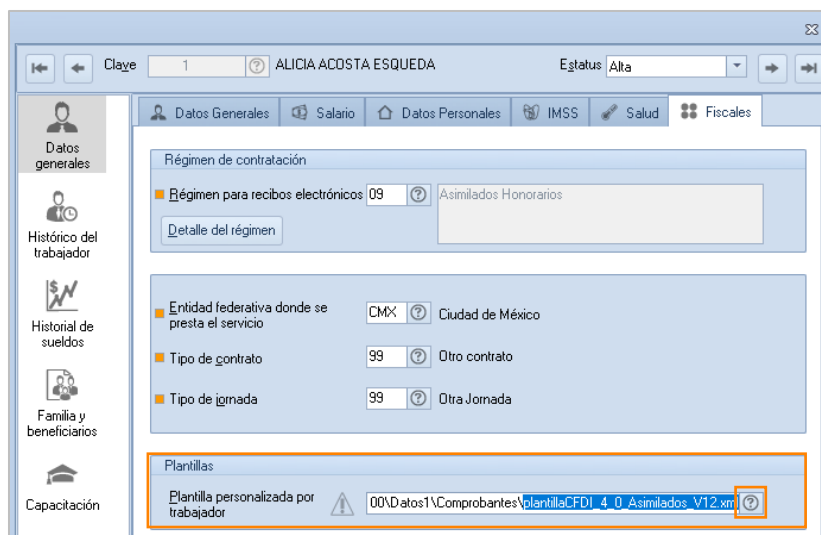 Clave 1 ALICIA ACOSTA ESQUEDA Estatus Alta
Datos generales
Histórico del trabajador
Historial de sueldos
Familia y beneficiarios
Capacitación
Datos Generales Salario Datos Personales IMSS Salud Fiscales
Régimen de contratación
Régimen para recibos electrónicos 09 Asimilados Honorarios
Detalle del régimen
Entidad federativa donde se
presta el servicio CMX Ciudad de México
Tipo de contrato 99 Otro contrato
Tipo de jornada 99 Otra Jornada
Plantillas
Plantilla personalizada por
trabajador 00\Datos1\Comprobantes\plantillaCFDI_4_0_Asimilados_V12.xml